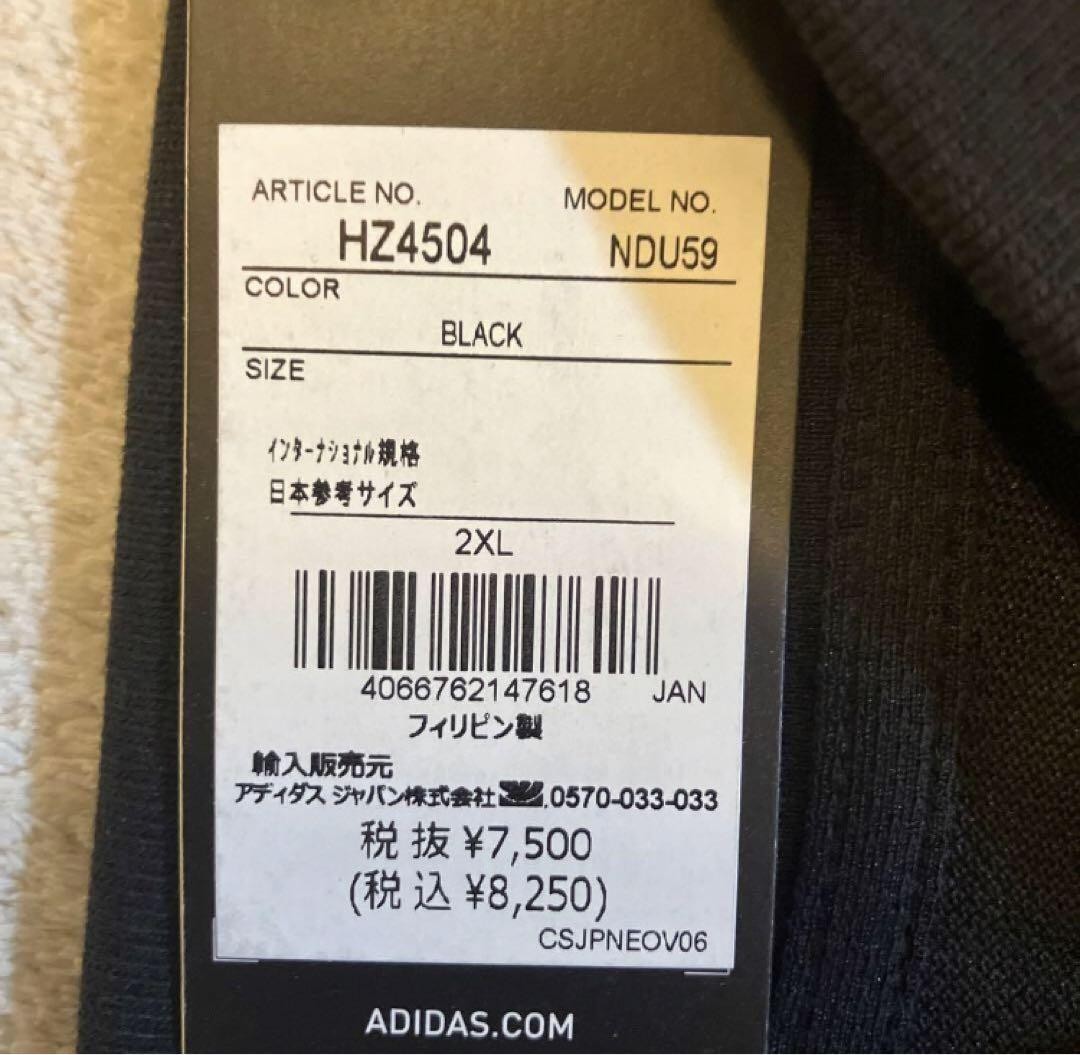 ARTICLE NO. MODEL NO.
HZ4504 NDU59
COLOR
BLACK
SIZE
インターナショナル規格
日本参考サイズ
2XL
4066762147618 JAN
フィリピン製
輸入販売元
アディダス ジャパン株式会社 0570-033-033
税抜 ¥7,500
(税込 ¥8,250)
CSJPNEOV06
ADIDAS.COM